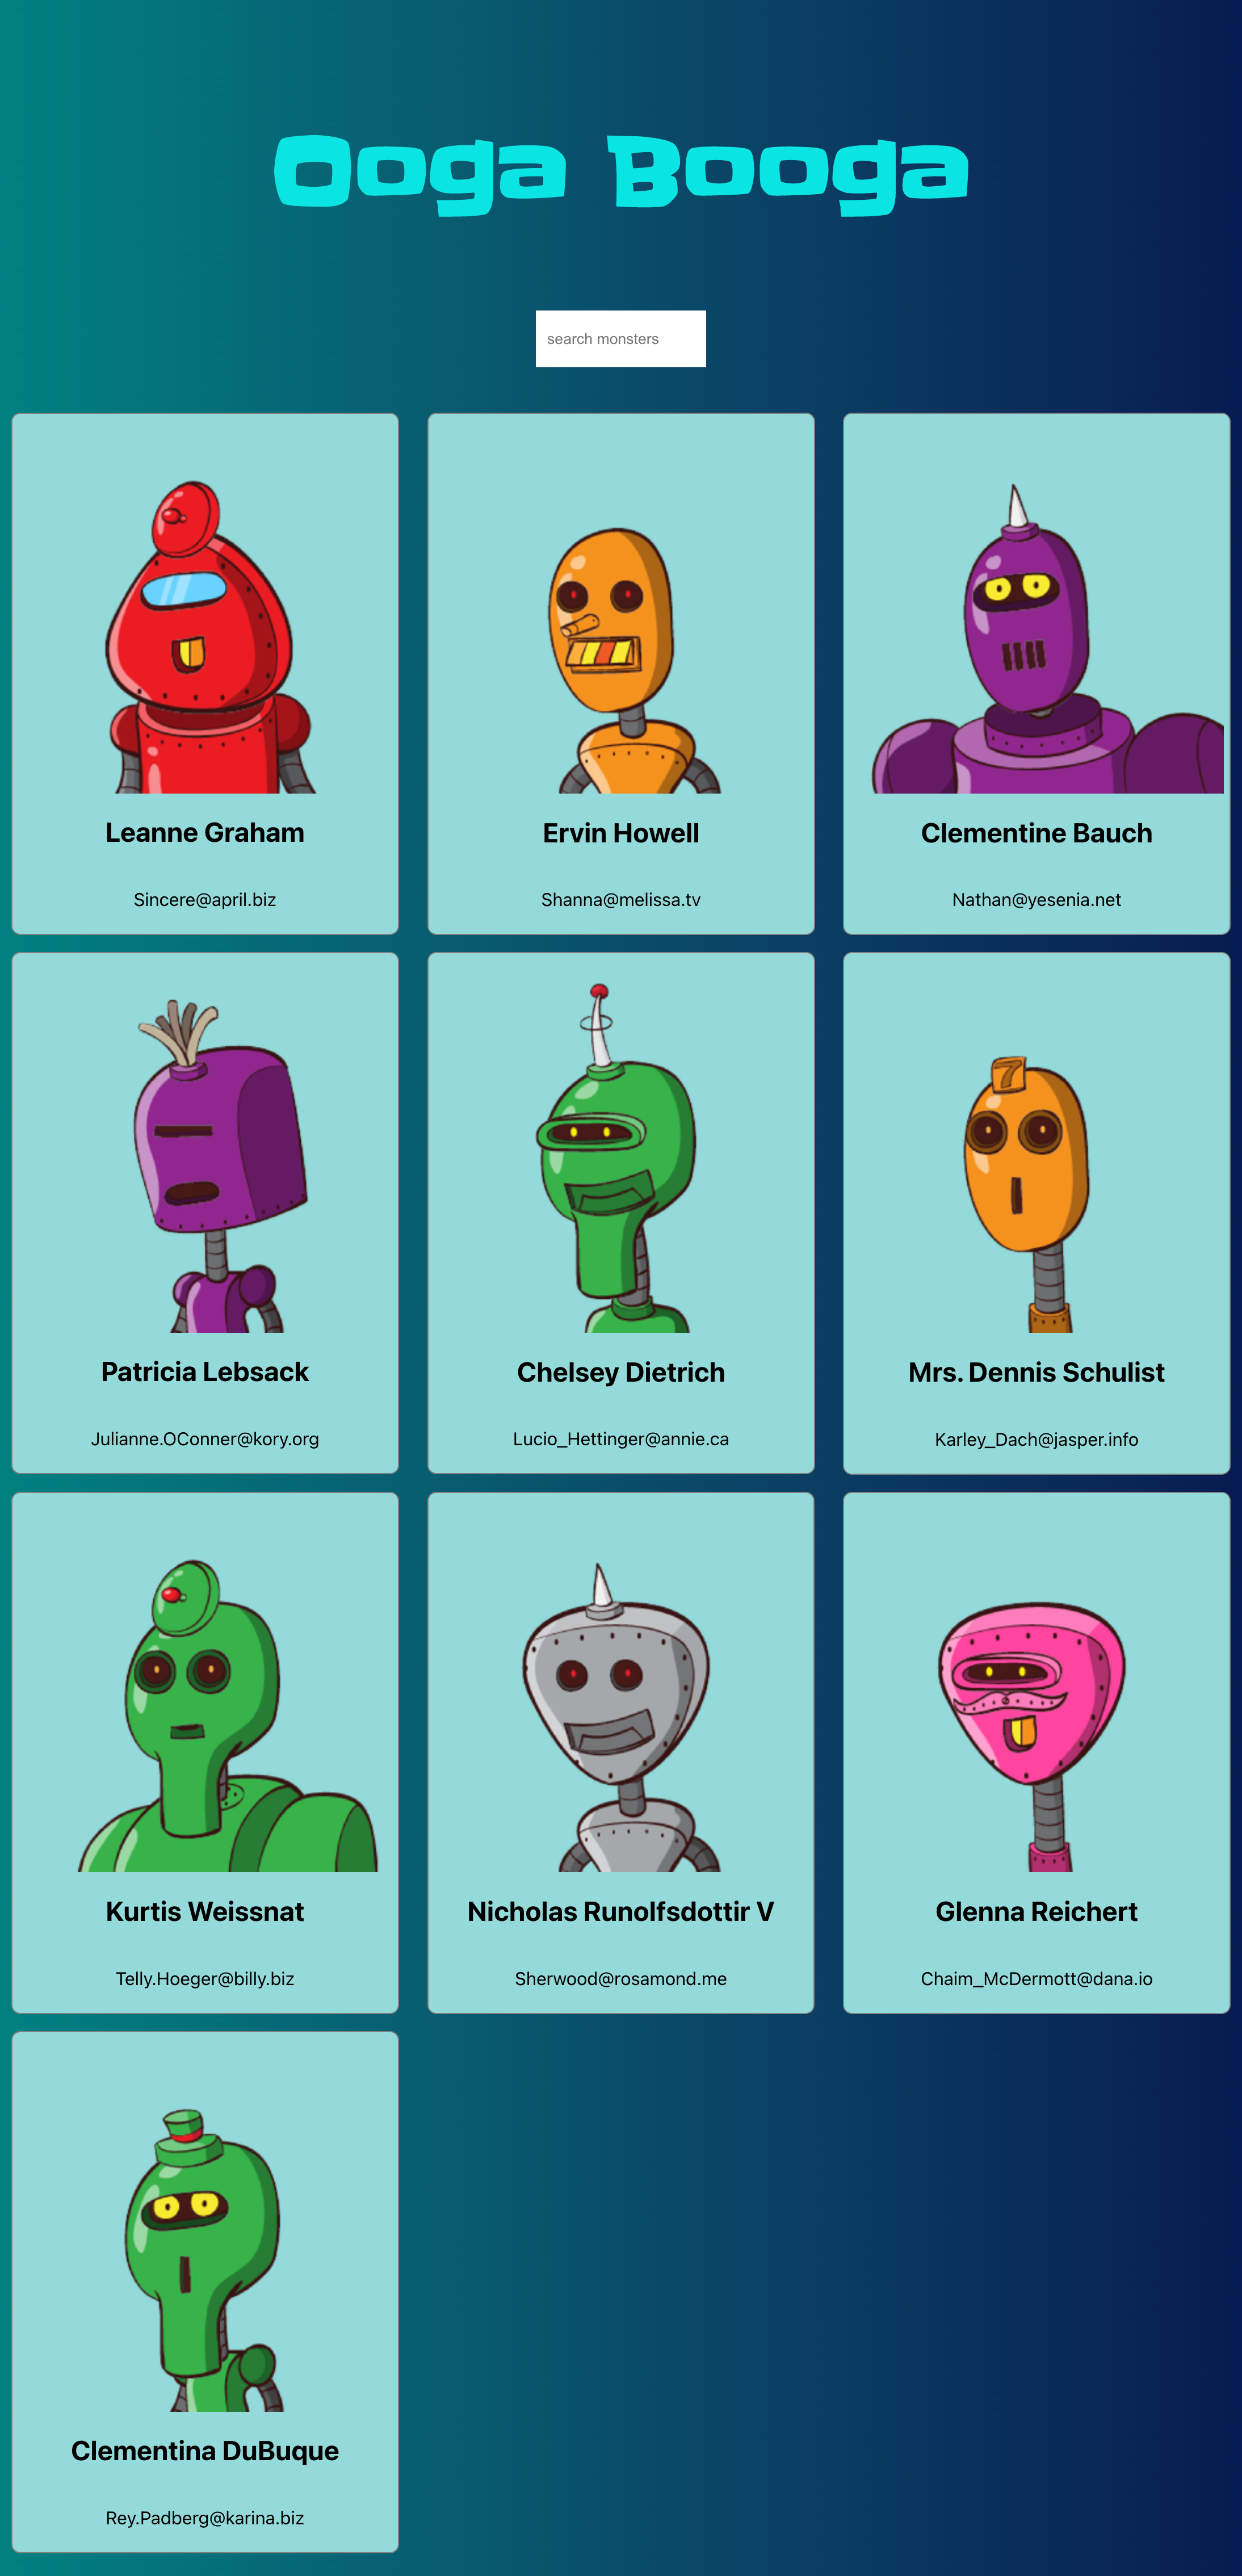 Ooga Booga
search monsters
Leanne Graham
Sincere@april.biz
Ervin Howell
Shanna@melissa.tv
Clementine Bauch
Nathan@yesenia.net
Patricia Lebsack
Julianne.OConner@kory.org
Chelsey Dietrich
Lucio_Hettinger@annie.ca
7
Mrs. Dennis Schulist
Karley_Dach@jasper.info
Kurtis Weissnat
Telly.Hoeger@billy.biz
Nicholas Runolfsdottir V
Sherwood@rosamond.me
Glenna Reichert
Chaim_McDermott@dana.io
Clementina DuBuque
Rey.Padberg@karina.biz